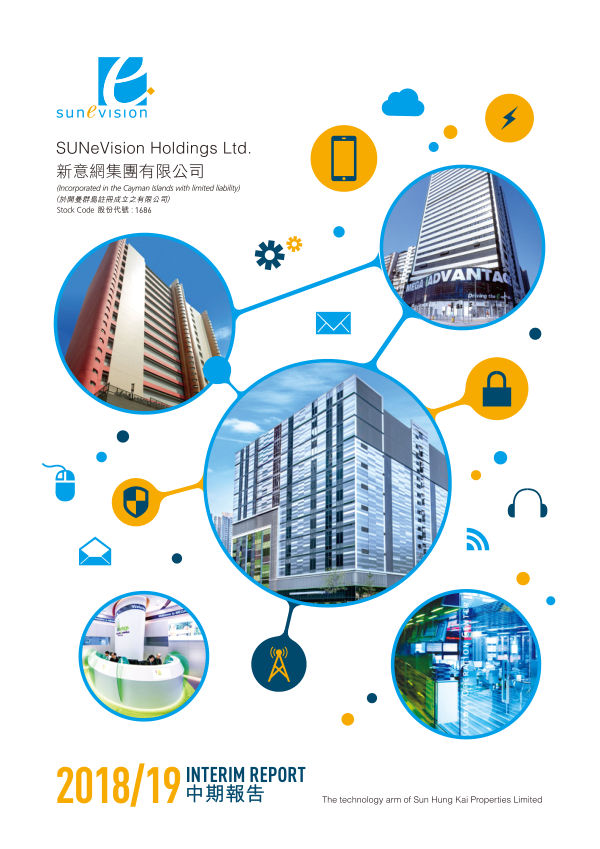 sunevision
SUNeVision Holdings Ltd.
新意網集團有限公司
(Incorporated in the Cayman Islands with limited liability)
(於開曼群島註冊成立之有限公司)
Stock Code 股份代號 : 1686
MEGA ADVANTAGE
Driving the
2018/19 INTERIM REPORT
中期報告
The technology arm of Sun Hung Kai Properties Limited